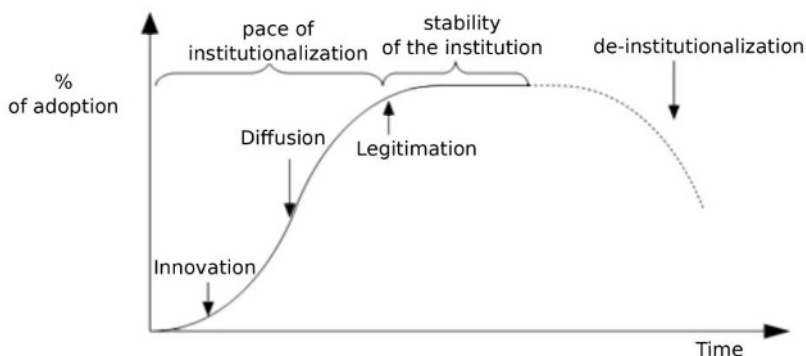 pace of
institutionalization
stability
of the institution
de-institutionalization
%
of adoption
Diffusion
Legitimation
Innovation
Time